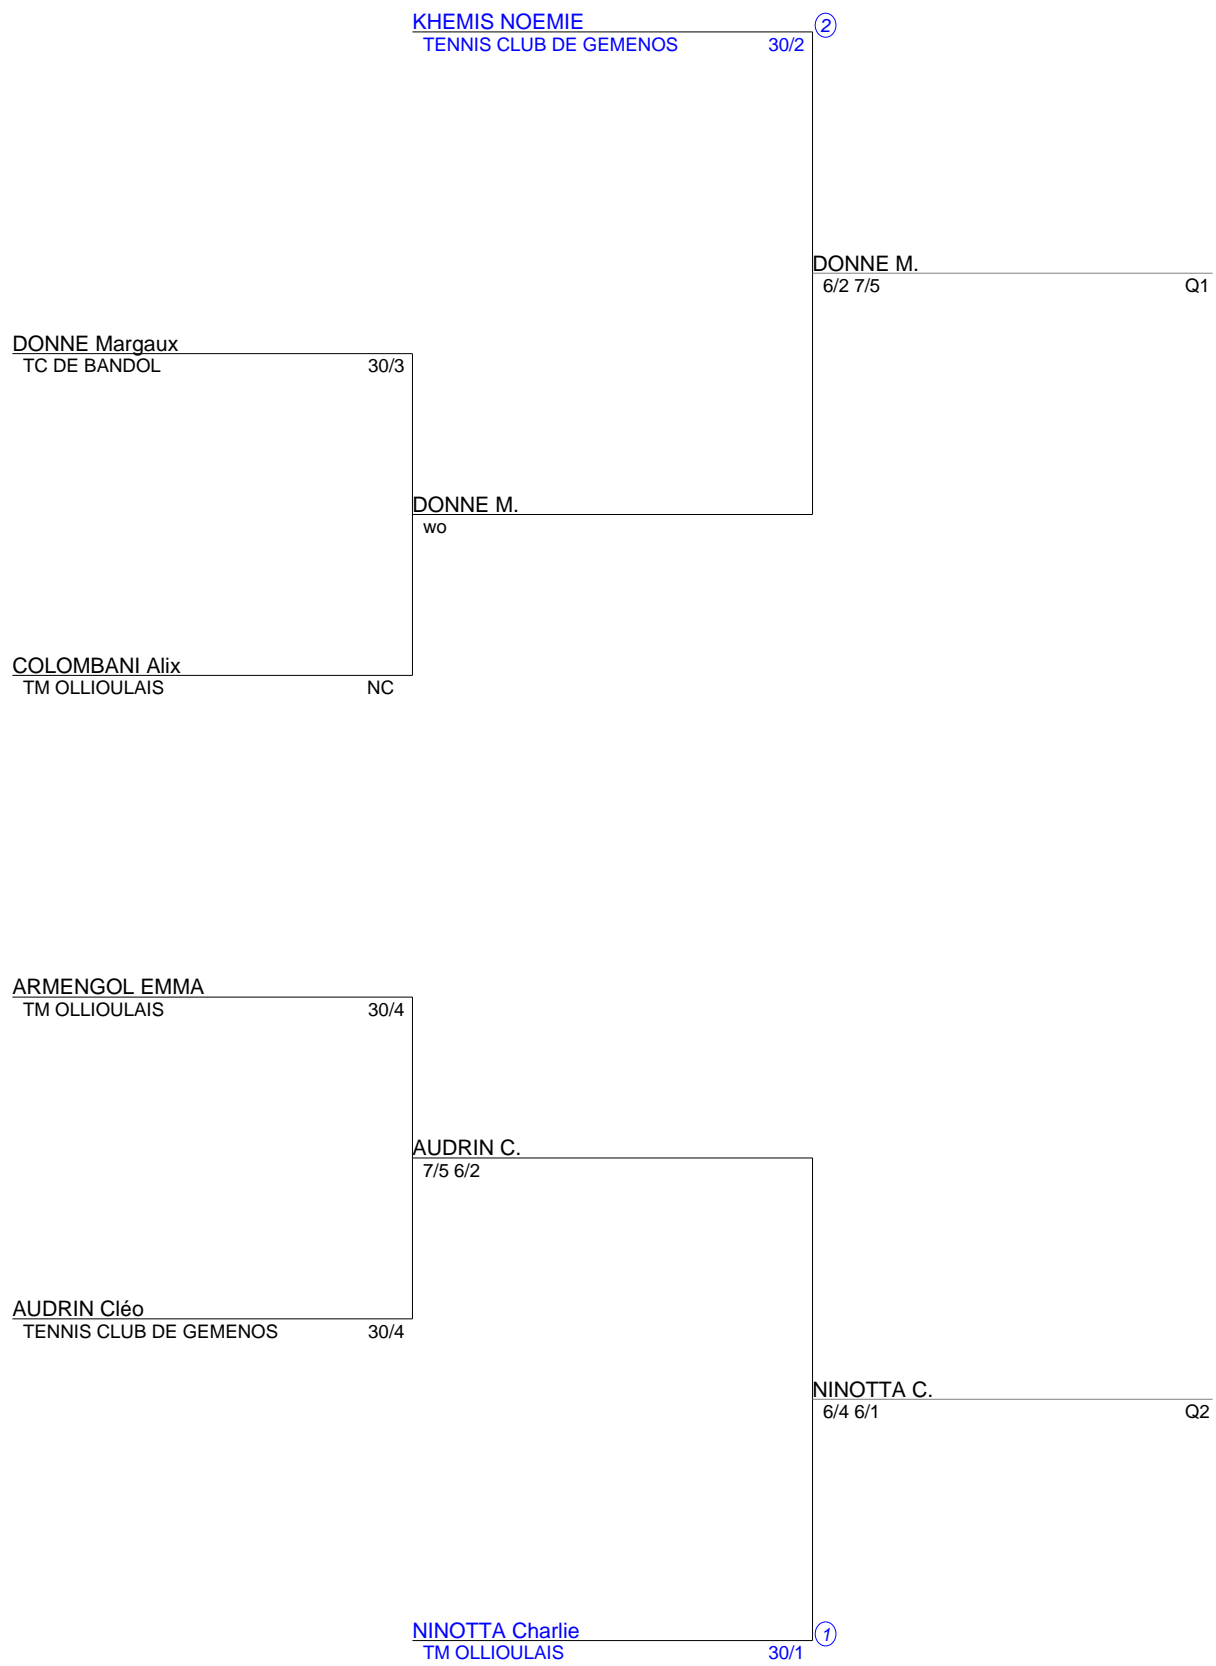 KHEMIS NOEMIE 2
TENNIS CLUB DE GEMENOS 30/2
DONNE M.
6/2 7/5 Q1
DONNE Margaux
TC DE BANDOL 30/3
DONNE M.
wo
COLOMBANI Alix
TM OLLIOULAIS NC
ARMENGOL EMMA
TM OLLIOULAIS 30/4
AUDRIN C.
7/5 6/2
AUDRIN Cléo
TENNIS CLUB DE GEMENOS 30/4
NINOTTA C.
6/4 6/1 Q2
NINOTTA Charlie 1
TM OLLIOULAIS 30/1